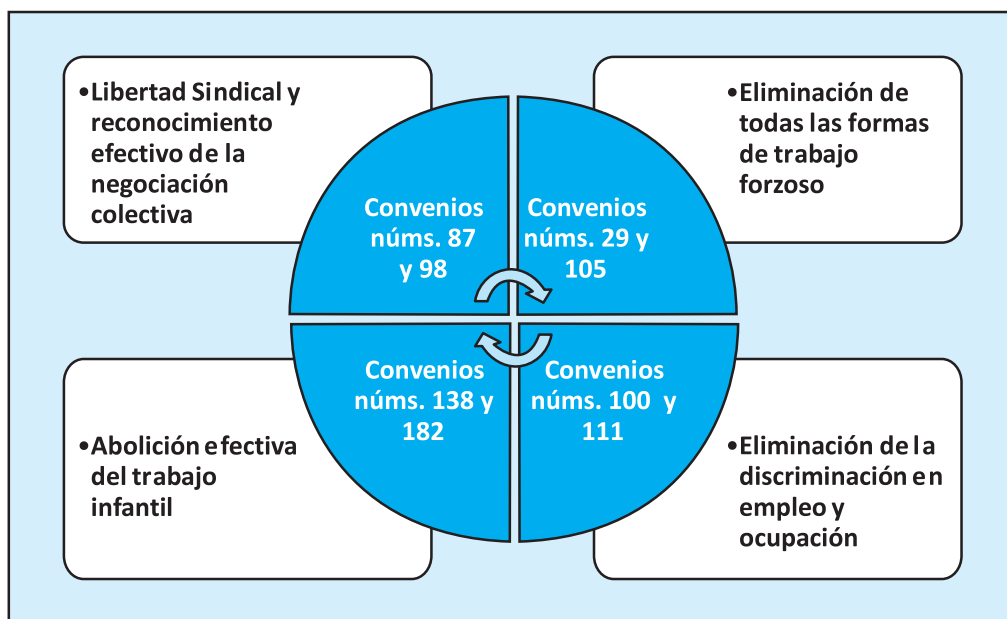 •Libertad Sindical y
reconocimiento
efectivo de la
negociación
colectiva
Convenios
núms. 87
y 98
Convenios
núms. 29 y
105
•Eliminación de
todas las formas
de trabajo
forzoso
•Abolición efectiva
del trabajo
infantil
Convenios
núms. 138 y
182
Convenios
núms. 100 y
111
•Eliminación de la
discriminación en
empleo y
ocupación